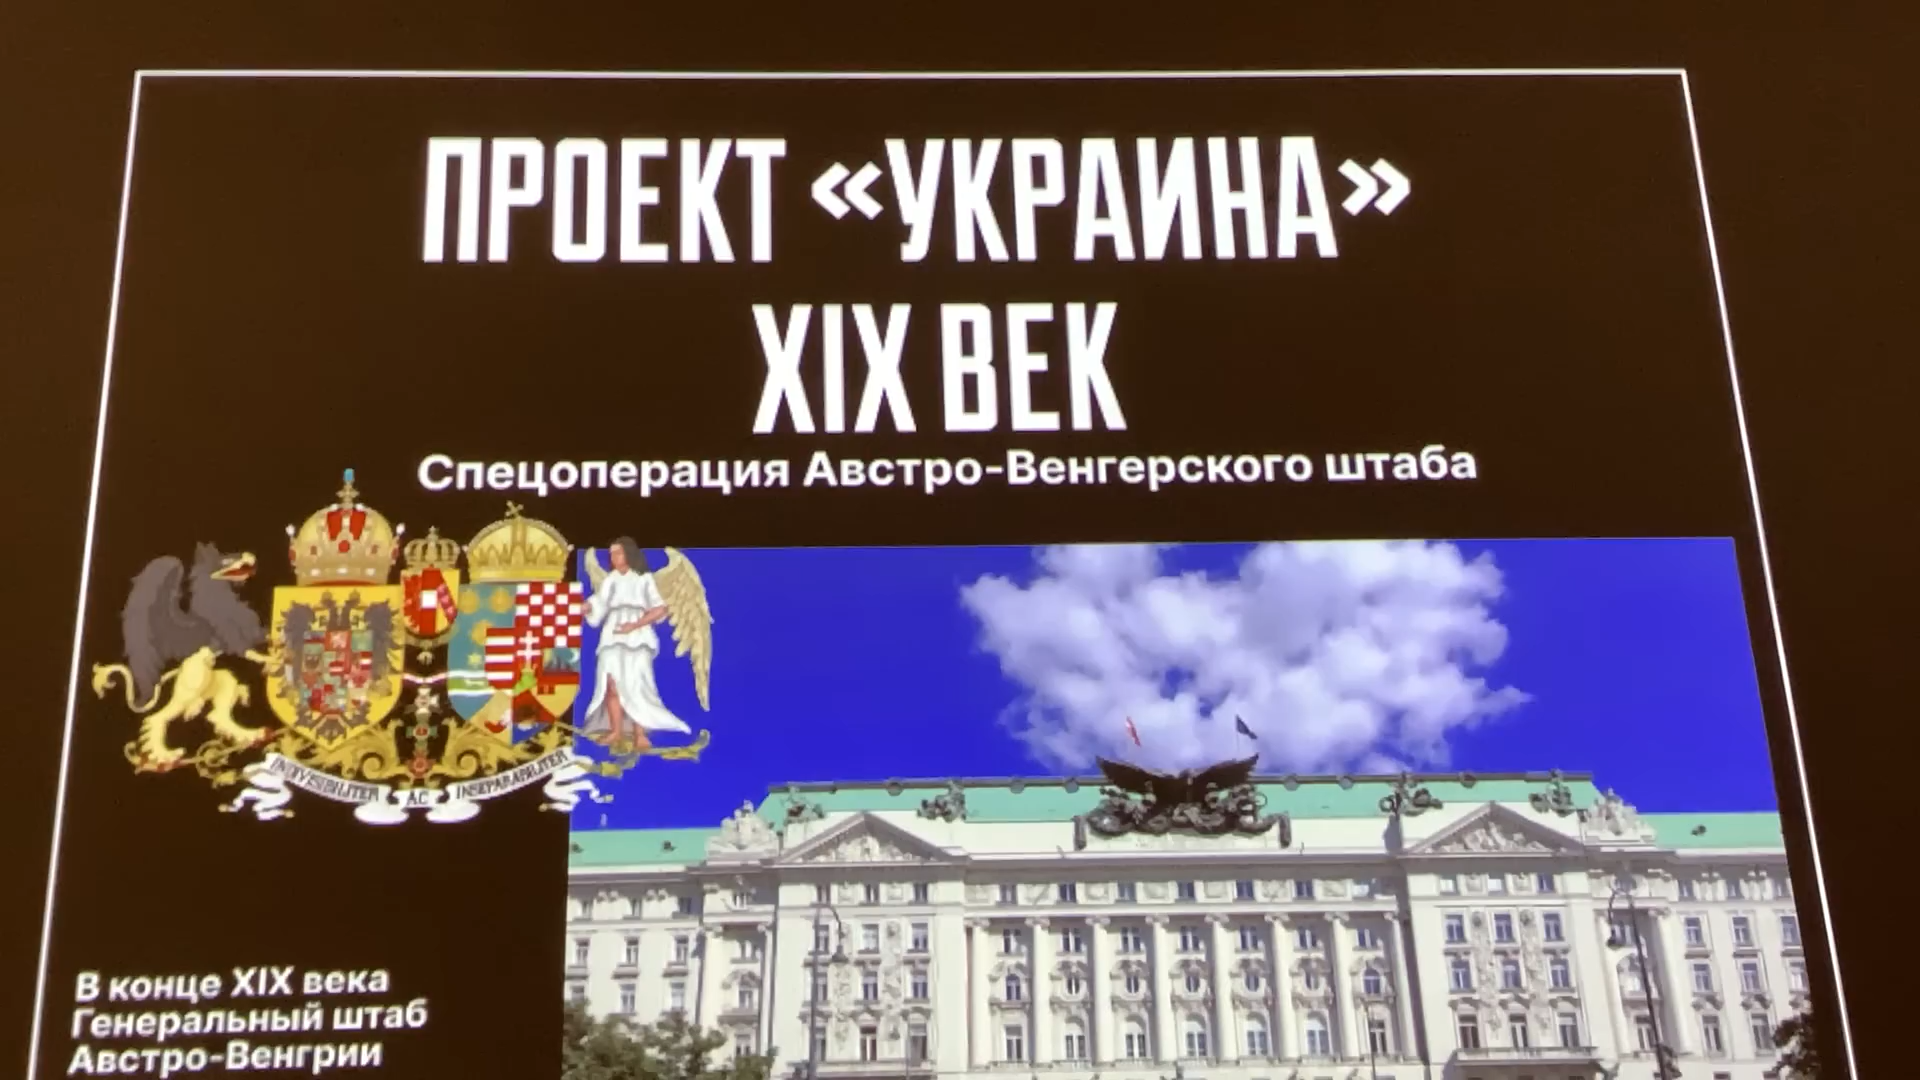 ПРОЕКТ «УКРАИНА»
XIX ВЕК
Спецоперация Австро-Венгерского штаба
INDIVISIBILITER AC INSEPARABILITER
В конце XIX века
Генеральный штаб
Австро-Венгрии